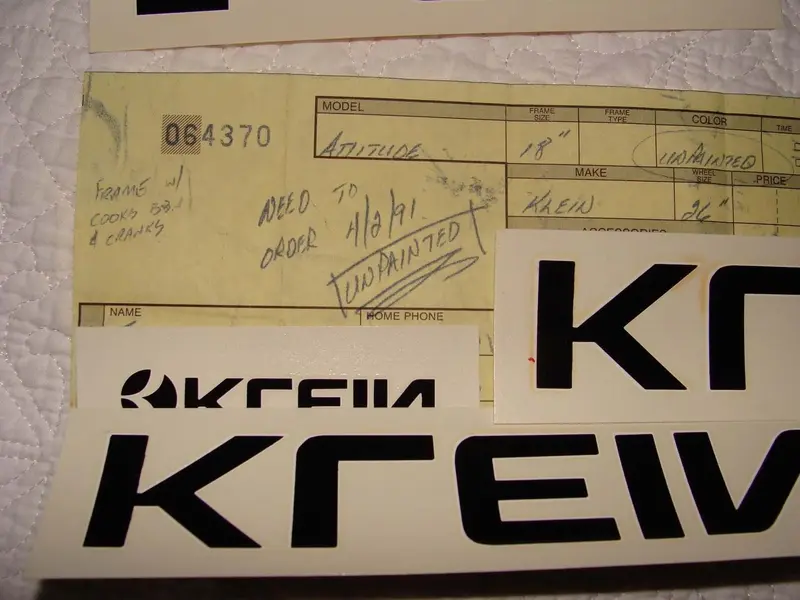 064370
MODEL
FRAME SIZE
FRAME TYPE
COLOR
TIME
ATTITUDE
18"
UNPAINTED
MAKE
WHEEL SIZE
PRICE
KLEIN
26"
ACCESSORIES
FRAME W/
COOKS BB.
& CRANKS
NEED TO
ORDER 4/2/91
UNPAINTED
NAME
HOME PHONE
KLEIN
KLEIN